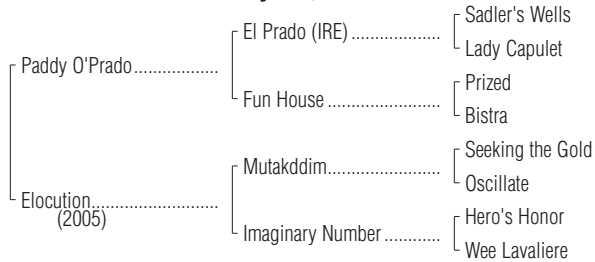 Sadler's Wells
El Prado (IRE) ...................
Lady Capulet
Paddy O'Prado..................
Prized
Fun House ........................
Bistra
Seeking the Gold
Mutakddim........................
Oscillate
Elocution...........................
(2005)
Hero's Honor
Imaginary Number ............
Wee Lavaliere